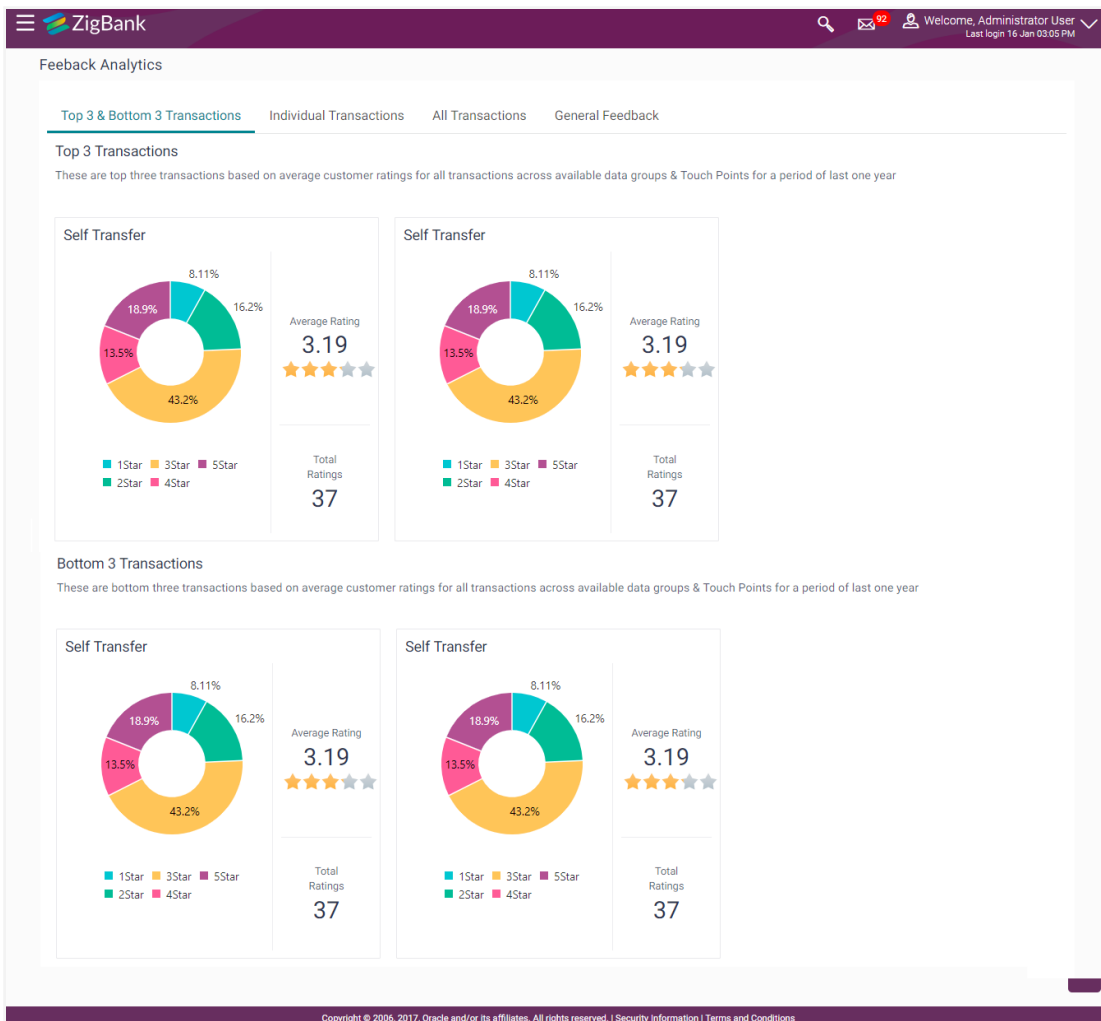 ZigBank
92
Welcome, Administrator User
Last login 16 Jan 03:05 PM
Feeback Analytics
Top 3 & Bottom 3 Transactions Individual Transactions All Transactions General Feedback
Top 3 Transactions
These are top three transactions based on average customer ratings for all transactions across available data groups & Touch Points for a period of last one year
Self Transfer
8.11%
16.2%
18.9%
13.5%
43.2%
1Star 3Star 5Star
2Star 4Star
Average Rating
3.19
Total
Ratings
37
Self Transfer
8.11%
16.2%
18.9%
13.5%
43.2%
1Star 3Star 5Star
2Star 4Star
Average Rating
3.19
Total
Ratings
37
Bottom 3 Transactions
These are bottom three transactions based on average customer ratings for all transactions across available data groups & Touch Points for a period of last one year
Self Transfer
8.11%
16.2%
18.9%
13.5%
43.2%
1Star 3Star 5Star
2Star 4Star
Average Rating
3.19
Total
Ratings
37
Self Transfer
8.11%
16.2%
18.9%
13.5%
43.2%
1Star 3Star 5Star
2Star 4Star
Average Rating
3.19
Total
Ratings
37
Copyright © 2006, 2017, Oracle and/or its affiliates. All rights reserved. | Security Information | Terms and Conditions